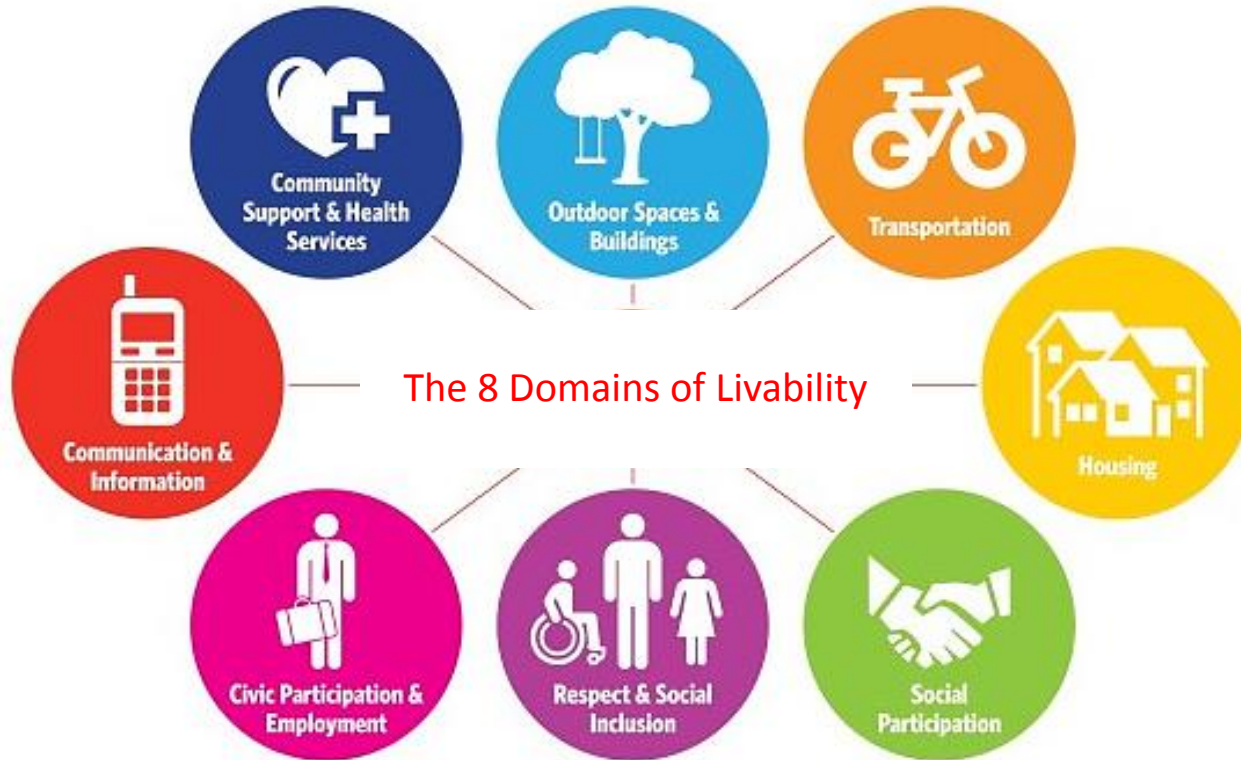 Community
Support & Health
Services
Outdoor Spaces &
Buildings
Transportation
Communication &
Information
The 8 Domains of Livability
Housing
Civic Participation &
Employment
Respect & Social
Inclusion
Social
Participation